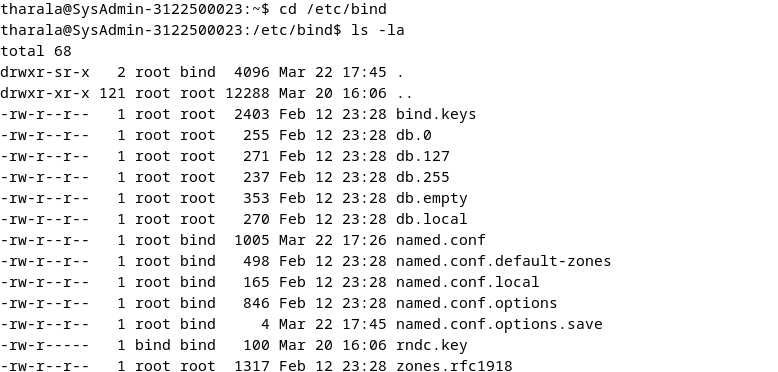 tharala@SysAdmin-3122500023:~$ cd /etc/bind
tharala@SysAdmin-3122500023:/etc/bind$ ls -la
total 68
drwxr-sr-x   2 root bind  4096 Mar 22 17:45 .
drwxr-xr-x 121 root root 12288 Mar 20 16:06 ..
-rw-r--r--   1 root root  2403 Feb 12 23:28 bind.keys
-rw-r--r--   1 root root   255 Feb 12 23:28 db.0
-rw-r--r--   1 root root   271 Feb 12 23:28 db.127
-rw-r--r--   1 root root   237 Feb 12 23:28 db.255
-rw-r--r--   1 root root   353 Feb 12 23:28 db.empty
-rw-r--r--   1 root root   270 Feb 12 23:28 db.local
-rw-r--r--   1 root bind  1005 Mar 22 17:26 named.conf
-rw-r--r--   1 root bind   498 Feb 12 23:28 named.conf.default-zones
-rw-r--r--   1 root bind   165 Feb 12 23:28 named.conf.local
-rw-r--r--   1 root bind   846 Feb 12 23:28 named.conf.options
-rw-r--r--   1 root bind     4 Mar 22 17:45 named.conf.options.save
-rw-r-----   1 bind bind   100 Mar 20 16:06 rndc.key
-rw-r--r--   1 root root  1317 Feb 12 23:28 zones.rfc1918